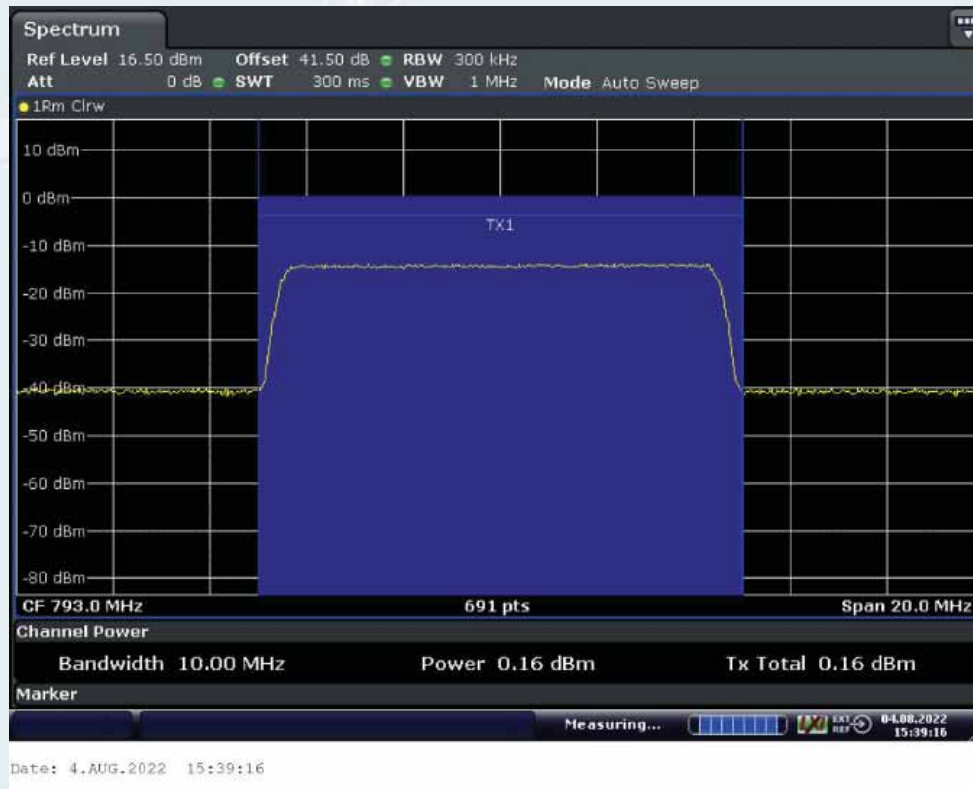 Spectrum
Ref Level 16.50 dBm Offset 41.50 dB RBW 300 kHz
Att 0 dB SWT 300 ms VBW 1 MHz Mode Auto Sweep
1Rm Clrw
10 dBm
0 dBm
TX1
-10 dBm
-20 dBm
-30 dBm
-40 dBm
-50 dBm
-60 dBm
-70 dBm
-80 dBm
CF 793.0 MHz 691 pts Span 20.0 MHz
Channel Power
Bandwidth 10.00 MHz Power 0.16 dBm Tx Total 0.16 dBm
Marker
Measuring... EXT REF 04.08.2022
15:39:16
Date: 4.AUG.2022 15:39:16